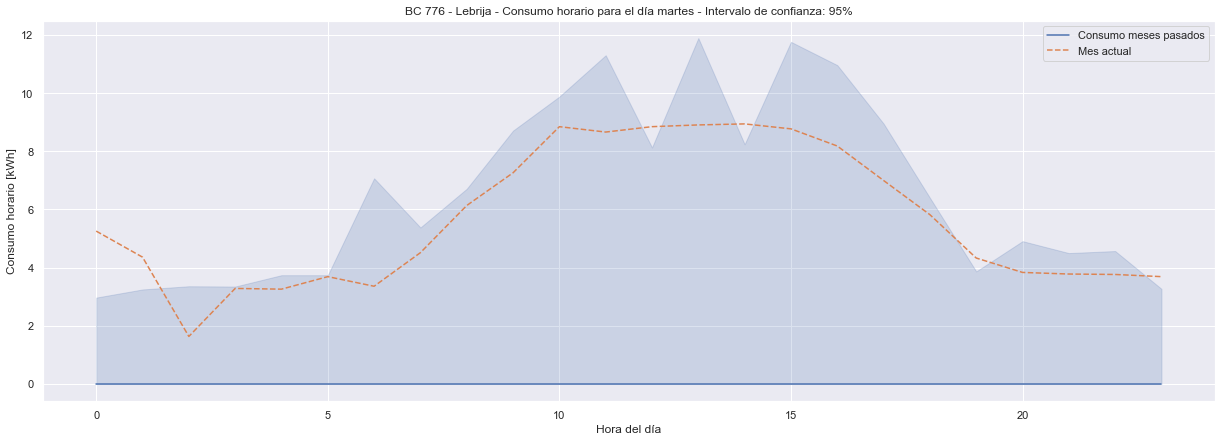 BC 776 - Lebrija - Consumo horario para el día martes - Intervalo de confianza: 95%
Consumo meses pasados
Mes actual
Consumo horario [kWh]
12
10
8
6
4
2
0
0 5 10 15 20
Hora del día